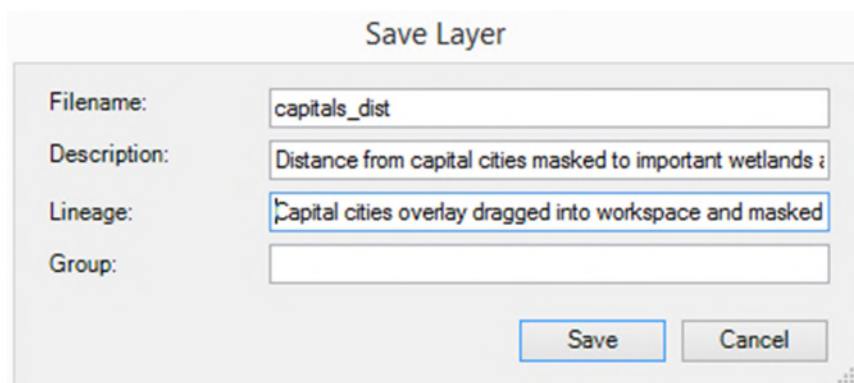 Save Layer
Filename: capitals_dist
Description: Distance from capital cities masked to important wetlands
Lineage: Capital cities overlay dragged into workspace and masked
Group:
Save Cancel